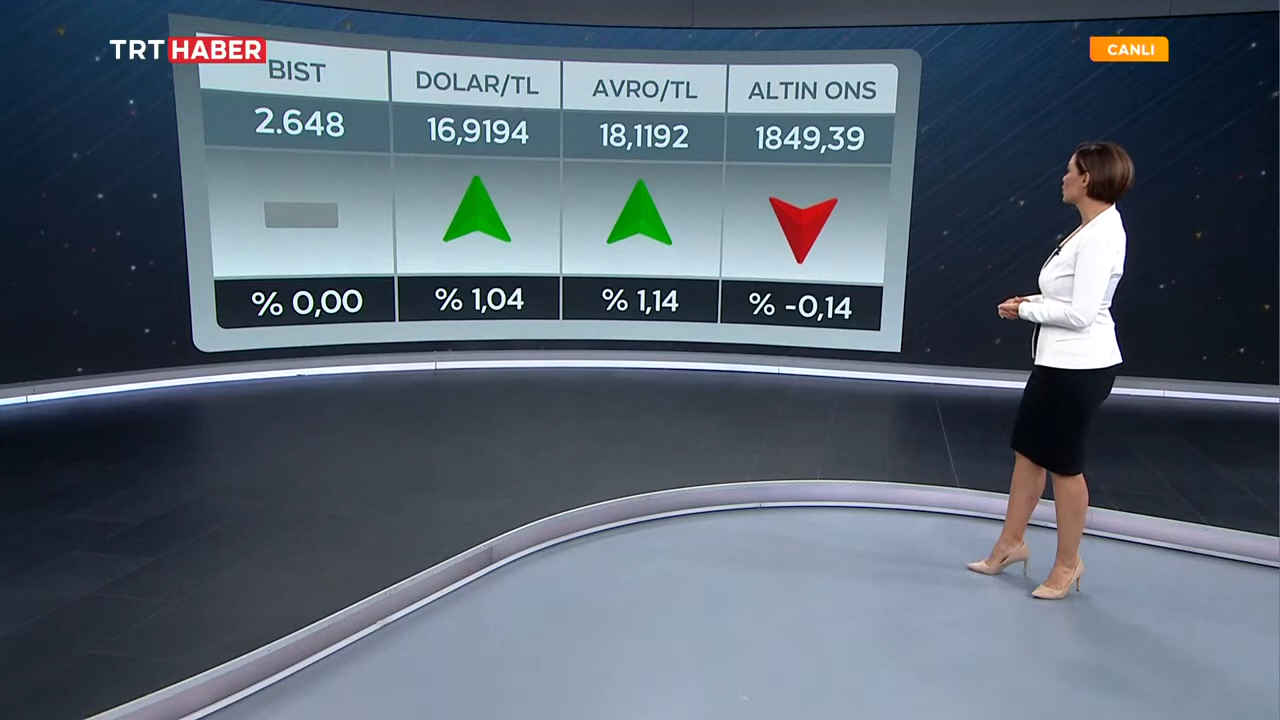 TRT HABER
CANLI
BIST
DOLAR/TL
AVRO/TL
ALTIN ONS
2.648
16,9194
18,1192
1849,39
% 0,00
% 1,04
% 1,14
% -0,14